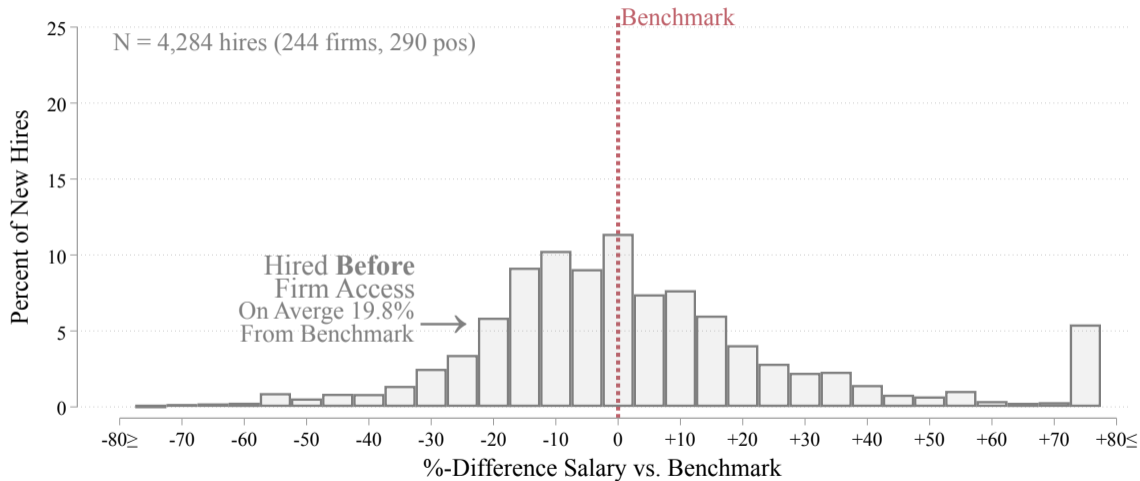 Benchmark
25
N = 4,284 hires (244 firms, 290 pos)
20
15
10
5
0
Percent of New Hires
Hired Before
Firm Access
On Averge 19.8%
From Benchmark
-80≥ -70 -60 -50 -40 -30 -20 -10 0 +10 +20 +30 +40 +50 +60 +70 +80≤
%-Difference Salary vs. Benchmark